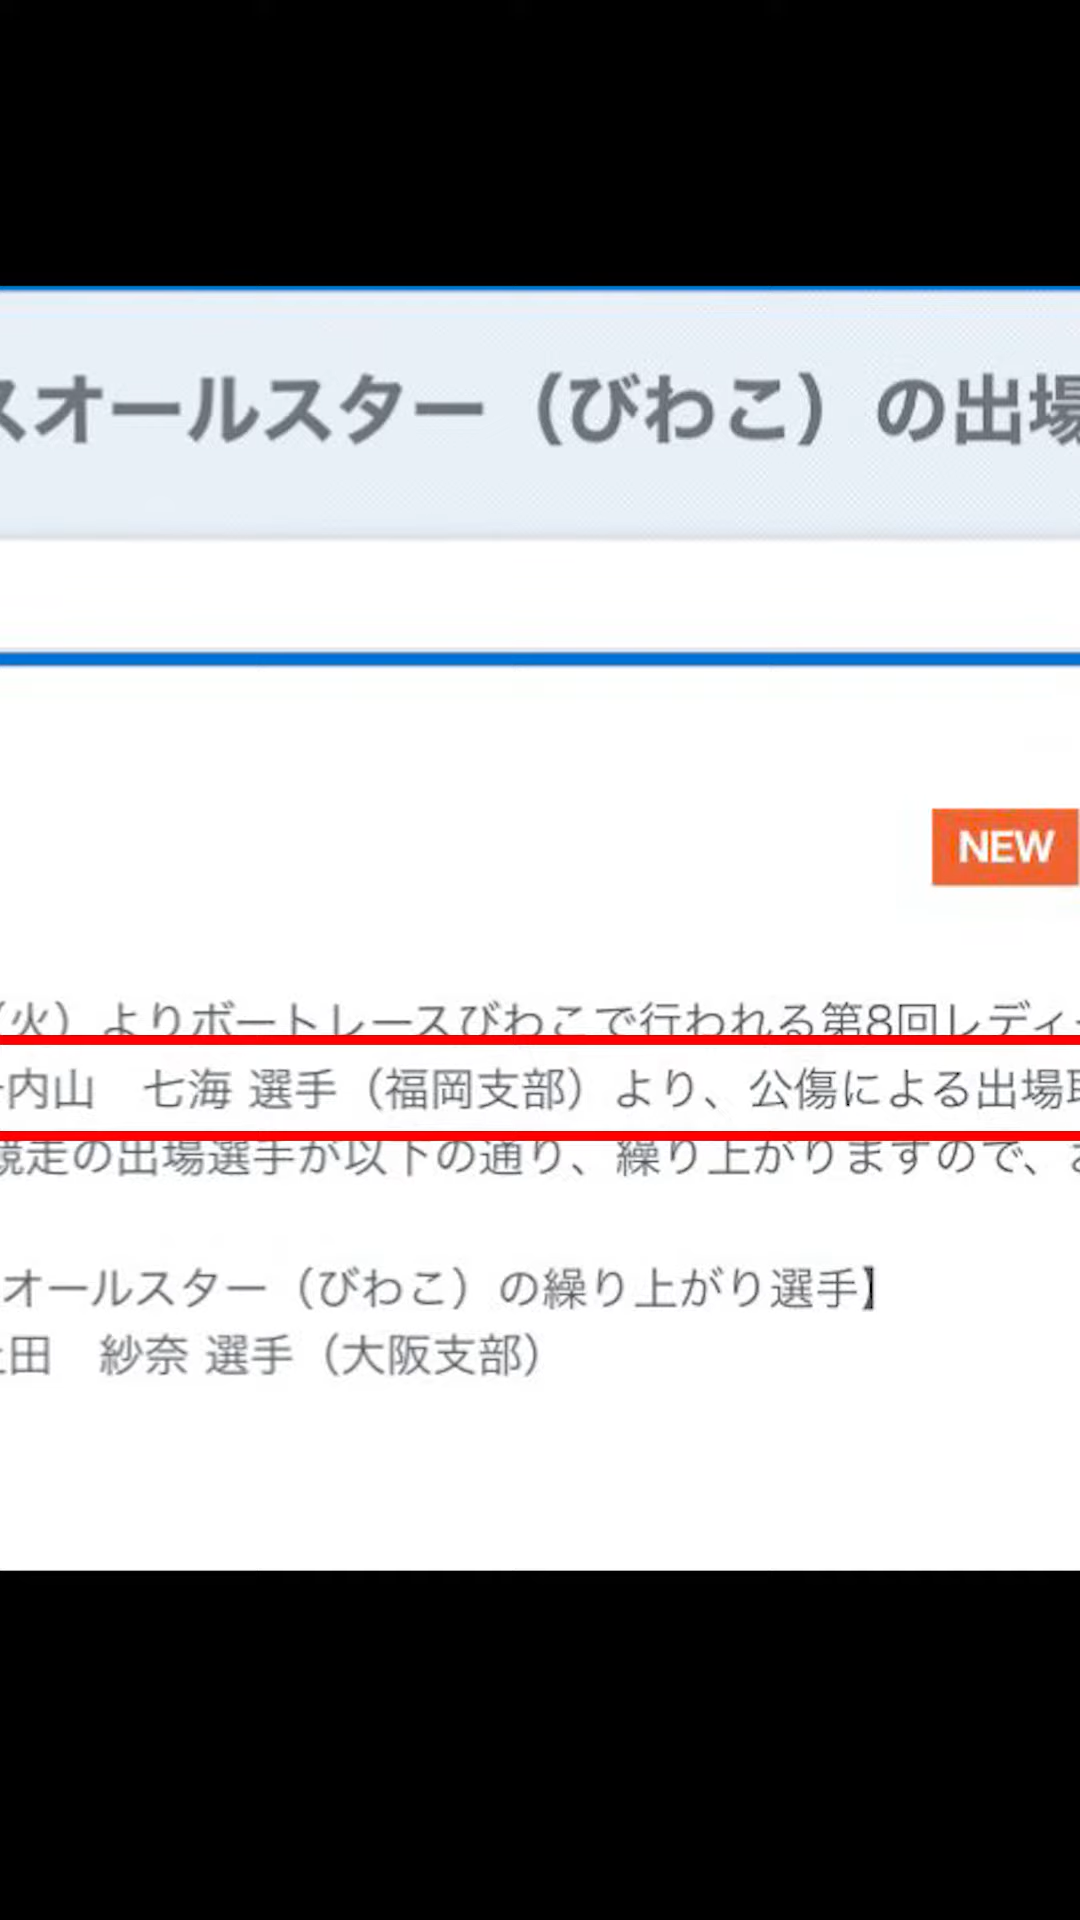 スオールスター（びわこ）の出場
NEW
（火）よりボートレースびわこで行われる第8回レディ
内山　七海 選手（福岡支部）より、公傷による出場取
競走の出場選手が以下の通り、繰り上がりますので、
オールスター（びわこ）の繰り上がり選手】
田　紗奈 選手（大阪支部）